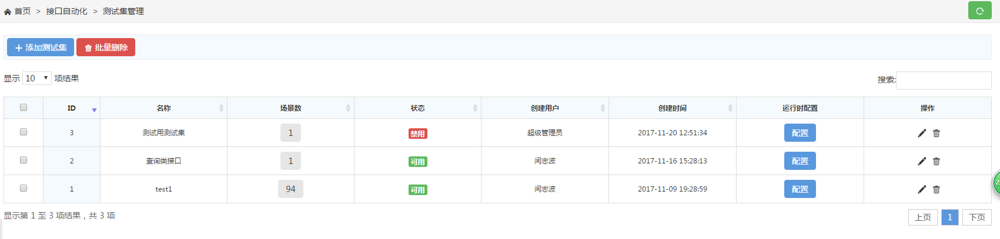 首页 > 接口自动化 > 测试集管理
添加测试集 批量删除
显示 10 项结果 搜索:
ID 名称 场景数 状态 创建用户 创建时间 运行时配置 操作
3 测试用测试集 1 禁用 超级管理员 2017-11-20 12:51:34 配置
2 查询类接口 1 可用 闫志波 2017-11-16 15:28:13 配置
1 test1 94 可用 闫志波 2017-11-09 19:28:59 配置
显示第 1 至 3 项结果，共 3 项 上页 1 下页